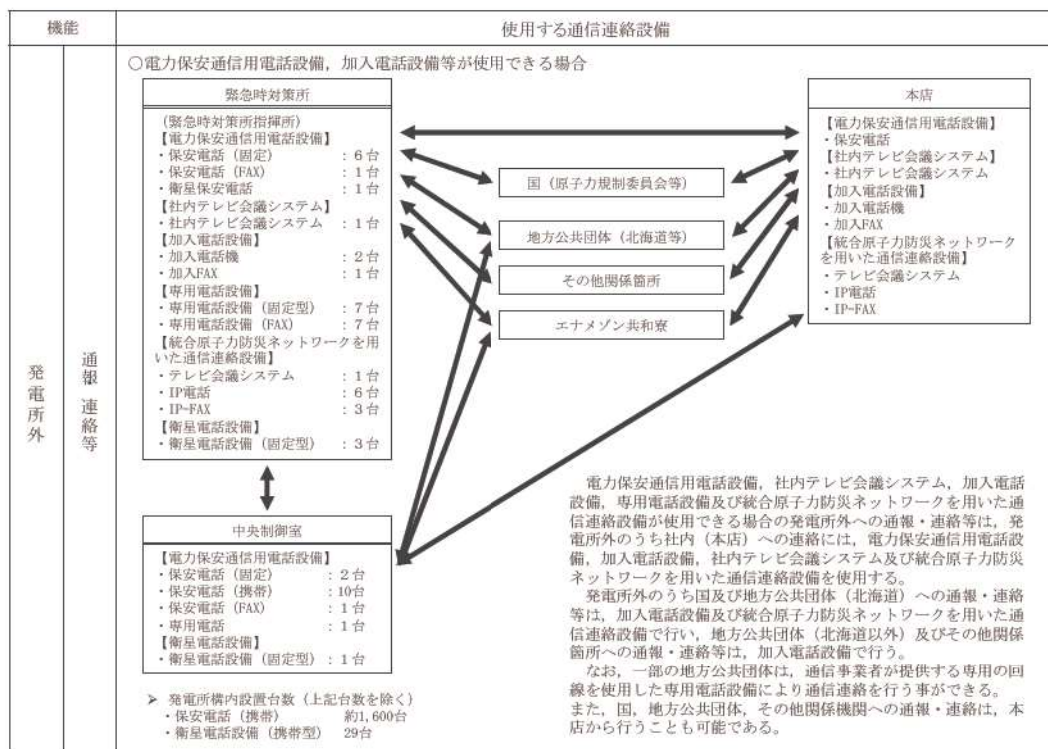 機能
使用する通信連絡設備
発電所外
通報・連絡等
○電力保安通信用電話設備，加入電話設備等が使用できる場合
緊急時対策所
（緊急時対策所指揮所）
【電力保安通信用電話設備】
・保安電話（固定）　：6台
・保安電話（FAX）　：1台
・衛星保安電話　：1台
【社内テレビ会議システム】
・社内テレビ会議システム　：1台
【加入電話設備】
・加入電話機　：2台
・加入FAX　：1台
【専用電話設備】
・専用電話設備（固定型）：7台
・専用電話設備（FAX）　：7台
【統合原子力防災ネットワークを用
いた通信連絡設備】
・テレビ会議システム　：1台
・IP電話　：6台
・IP-FAX　：3台
【衛星電話設備】
・衛星電話設備（固定型）　：3台
国（原子力規制委員会等）
地方公共団体（北海道等）
その他関係箇所
エナメゾン共和寮
本店
【電力保安通信用電話設備】
・保安電話
【社内テレビ会議システム】
・社内テレビ会議システム
【加入電話設備】
・加入電話機
・加入FAX
【統合原子力防災ネットワーク
を用いた通信連絡設備】
・テレビ会議システム
・IP電話
・IP-FAX
中央制御室
【電力保安通信用電話設備】
・保安電話（固定）　：2台
・保安電話（携帯）　：10台
・保安電話（FAX）　：1台
・専用電話　：1台
【衛星電話設備】
・衛星電話設備（固定型）：1台
➢ 発電所構内設置台数（上記台数を除く）
・保安電話（携帯）　約1,600台
・衛星電話設備（携帯型）　29台
電力保安通信用電話設備，社内テレビ会議システム，加入電話
設備，専用電話設備及び統合原子力防災ネットワークを用いた通
信連絡設備が使用できる場合の発電所外への通報・連絡等は，発
電所外のうち社内（本店）への連絡には，電力保安通信用電話設
備，加入電話設備，社内テレビ会議システム及び統合原子力防災
ネットワークを用いた通信連絡設備を使用する。
発電所外のうち国及び地方公共団体（北海道）への通報・連絡
等は，加入電話設備及び統合原子力防災ネットワークを用いた通
信連絡設備で行い，地方公共団体（北海道以外）及びその他関係
箇所への通報・連絡等は，加入電話設備で行う。
なお，一部の地方公共団体は，通信事業者が提供する専用の回
線を使用した専用電話設備により通信連絡を行う事ができる。
また，国，地方公共団体，その他関係機関への通報・連絡は，本
店から行うことも可能である。